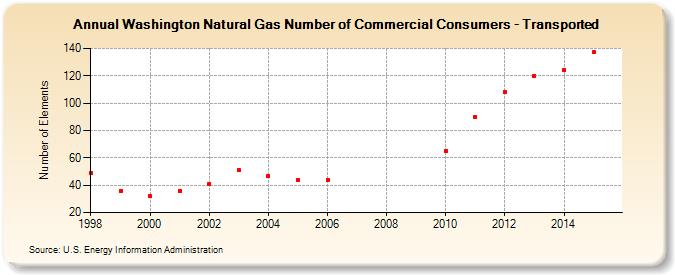 Annual Washington Natural Gas Number of Commercial Consumers - Transported
Number of Elements
140
120
100
80
60
40
20
1998 2000 2002 2004 2006 2008 2010 2012 2014
Source: U.S. Energy Information Administration